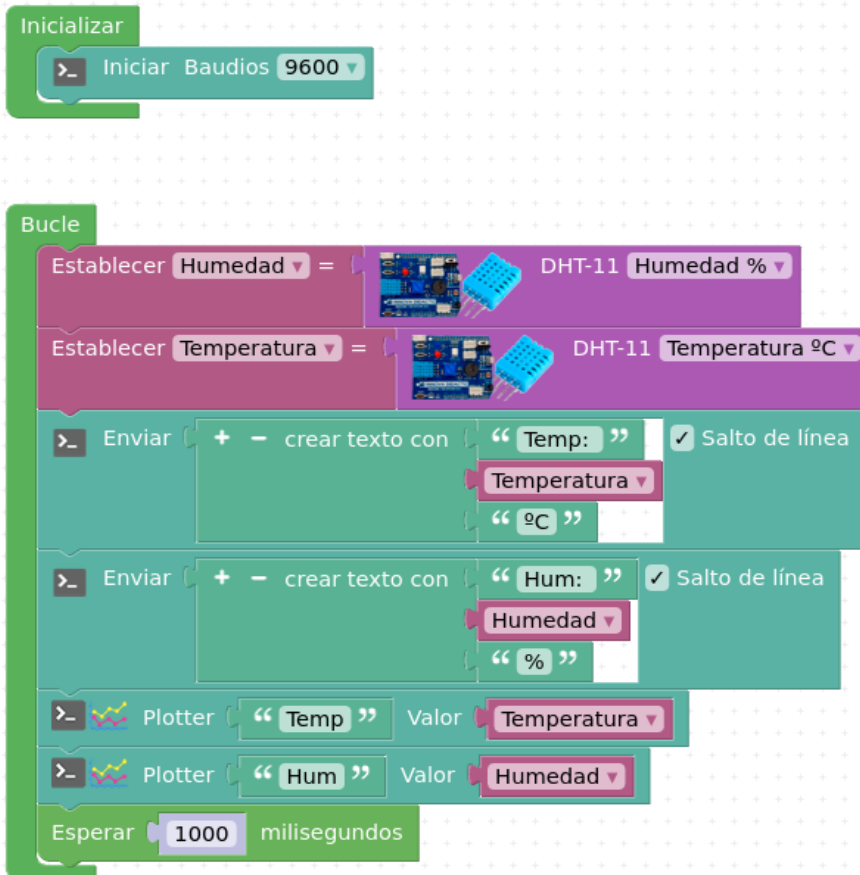 Inicializar
Iniciar Baudios 9600
Bucle
Establecer Humedad = DHT-11 Humedad %
Establecer Temperatura = DHT-11 Temperatura ºC
Enviar + − crear texto con “ Temp: ” ✓ Salto de línea
Temperatura
“ ºC ”
Enviar + − crear texto con “ Hum: ” ✓ Salto de línea
Humedad
“ % ”
Plotter “ Temp ” Valor Temperatura
Plotter “ Hum ” Valor Humedad
Esperar 1000 milisegundos